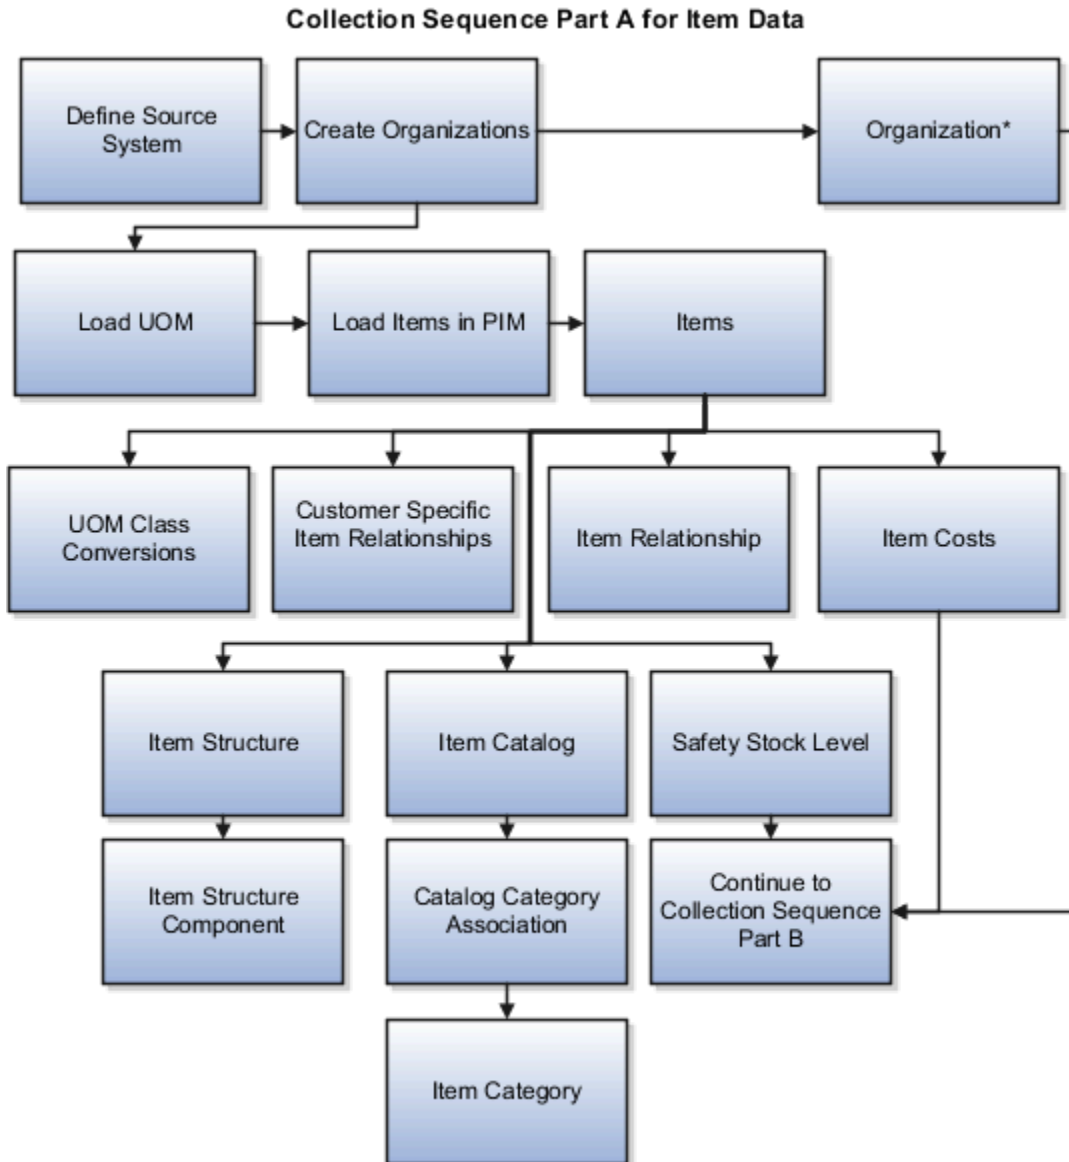 Collection Sequence Part A for Item Data
Define Source
System
Create Organizations
Organization*
Load UOM
Load Items in PIM
Items
UOM Class
Conversions
Customer Specific
Item Relationships
Item Relationship
Item Costs
Item Structure
Item Catalog
Safety Stock Level
Item Structure
Component
Catalog Category
Association
Continue to
Collection Sequence
Part B
Item Category